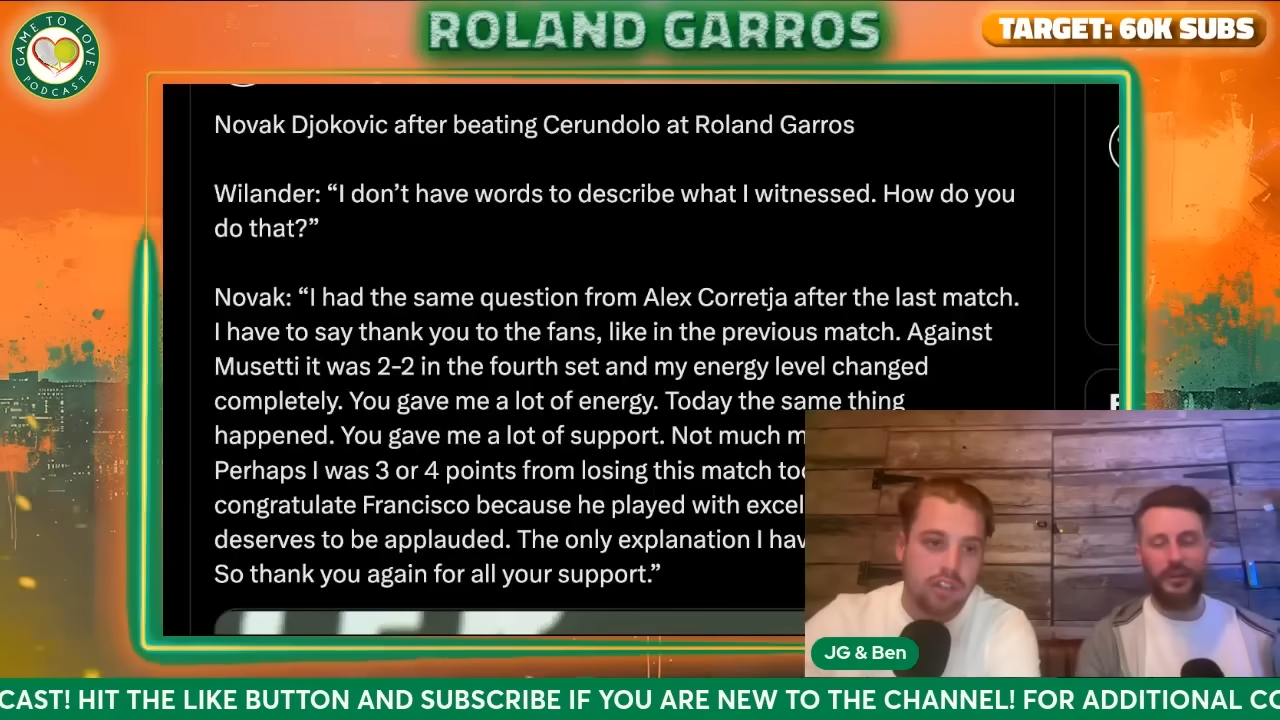 GAME TO LOVE
PODCAST
ROLAND GARROS
TARGET: 60K SUBS
Novak Djokovic after beating Cerundolo at Roland Garros
Wilander: “I don’t have words to describe what I witnessed. How do you
do that?”
Novak: “I had the same question from Alex Corretja after the last match.
I have to say thank you to the fans, like in the previous match. Against
Musetti it was 2-2 in the fourth set and my energy level changed
completely. You gave me a lot of energy. Today the same thing
happened. You gave me a lot of support. Not much
Perhaps I was 3 or 4 points from losing this match
congratulate Francisco because he played with
deserves to be applauded. The only explanation I
So thank you again for all your support.”
JG & Ben
CAST! HIT THE LIKE BUTTON AND SUBSCRIBE IF YOU ARE NEW TO THE CHANNEL! FOR ADDITIONAL